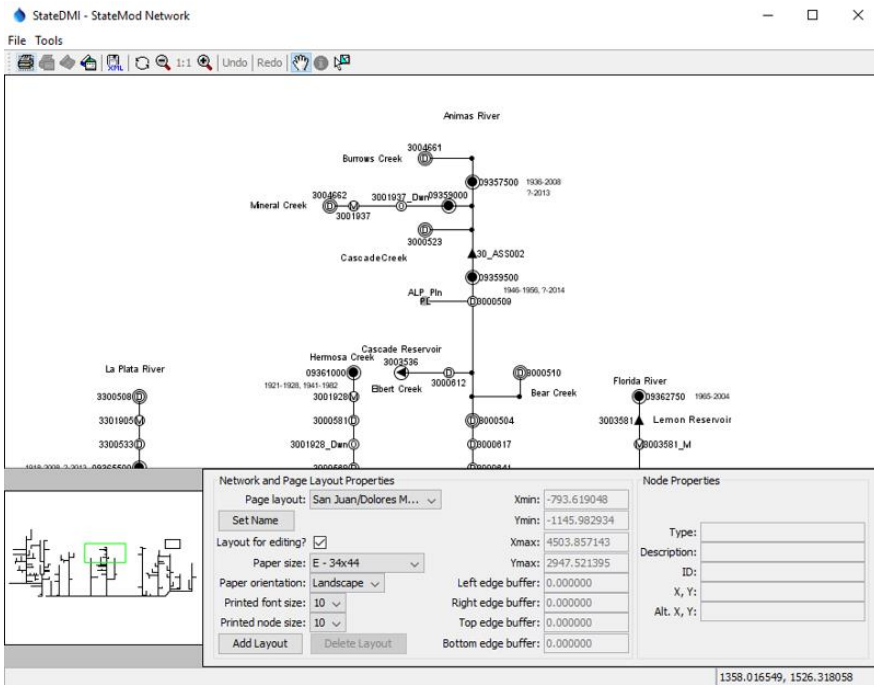 StateDMI - StateMod Network
File Tools
XML 1:1 Undo Redo
Animas River
3004661
Burrows Creek
09357500 1936-2008
?-2013
3004662 3001937_Dwn 09359000
Mineral Creek
3001937
3000523
CascadeCreek
30_ASS002
09359500
ALP_Pln 1946-1956, ?-2014
3000509
Cascade Reservoir
Hermosa Creek 3003536
La Plata River 09361000 3000510
3000612 Florida River
1921-1928, 1941-1982 Elbert Creek Bear Creek
3300508 3001928 09362750 1965-2004
3301905 3000581 3000504 3003581 Lemon Reservoir
3300533 3001928_Dwn 3000617 3003581_M
1918-2008, ?-2013 09365500 3000568 3000641
Network and Page Layout Properties Node Properties
Page layout: San Juan/Dolores M... Xmin: -793.619048
Set Name Ymin: -1145.982934
Type:
Layout for editing? Xmax: 4503.857143
Description:
Paper size: E - 34x44 Ymax: 2947.521395
ID:
Paper orientation: Landscape Left edge buffer: 0.000000
X, Y:
Printed font size: 10 Right edge buffer: 0.000000
Alt. X, Y:
Printed node size: 10 Top edge buffer: 0.000000
Add Layout Delete Layout Bottom edge buffer: 0.000000
1358.016549, 1526.318058